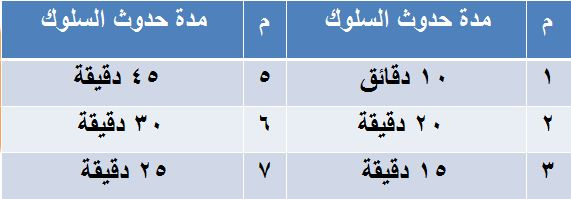 م مدة حدوث السلوك م مدة حدوث السلوك
١ ١٠ دقائق ٥ ٤٥ دقيقة
٢ ٢٠ دقيقة ٦ ٣٠ دقيقة
٣ ١٥ دقيقة ٧ ٢٥ دقيقة